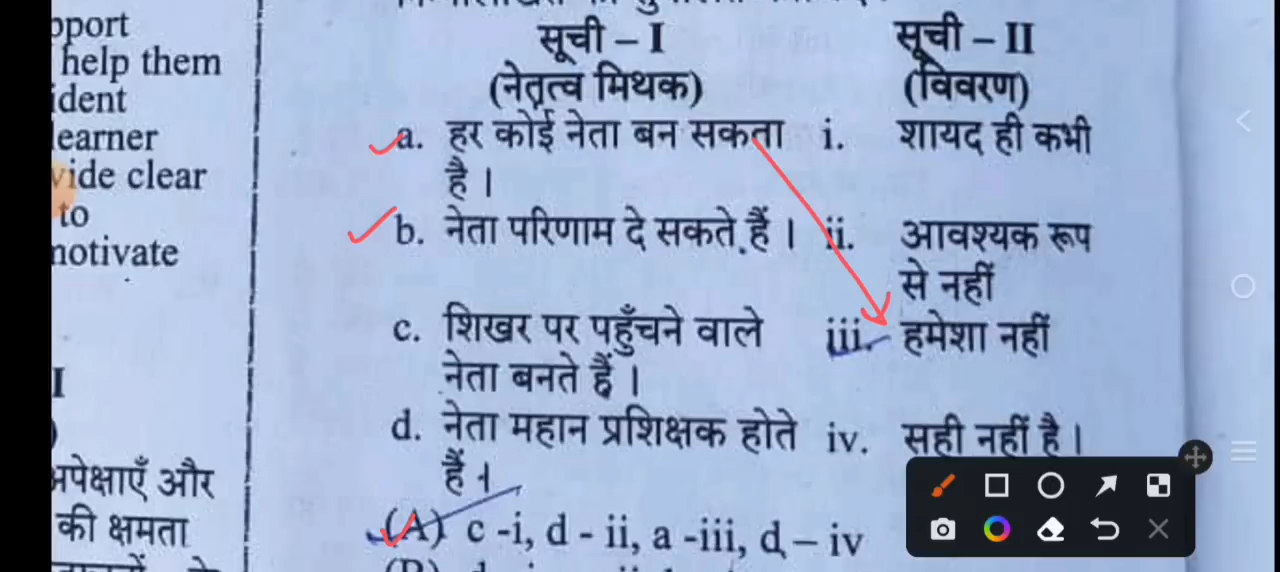 pport
help them
ident
learner
vide clear
to
notivate
I
)
अपेक्षाएँ और
की क्षमता
सूची – I सूची – II
(नेतृत्व मिथक) (विवरण)
a. हर कोई नेता बन सकता i. शायद ही कभी
है ।
b. नेता परिणाम दे सकते हैं । ii. आवश्यक रूप
से नहीं
c. शिखर पर पहुँचने वाले iii. हमेशा नहीं
नेता बनते हैं ।
d. नेता महान प्रशिक्षक होते iv. सही नहीं है ।
हैं ।
(A) c -i, d - ii, a -iii, d – iv